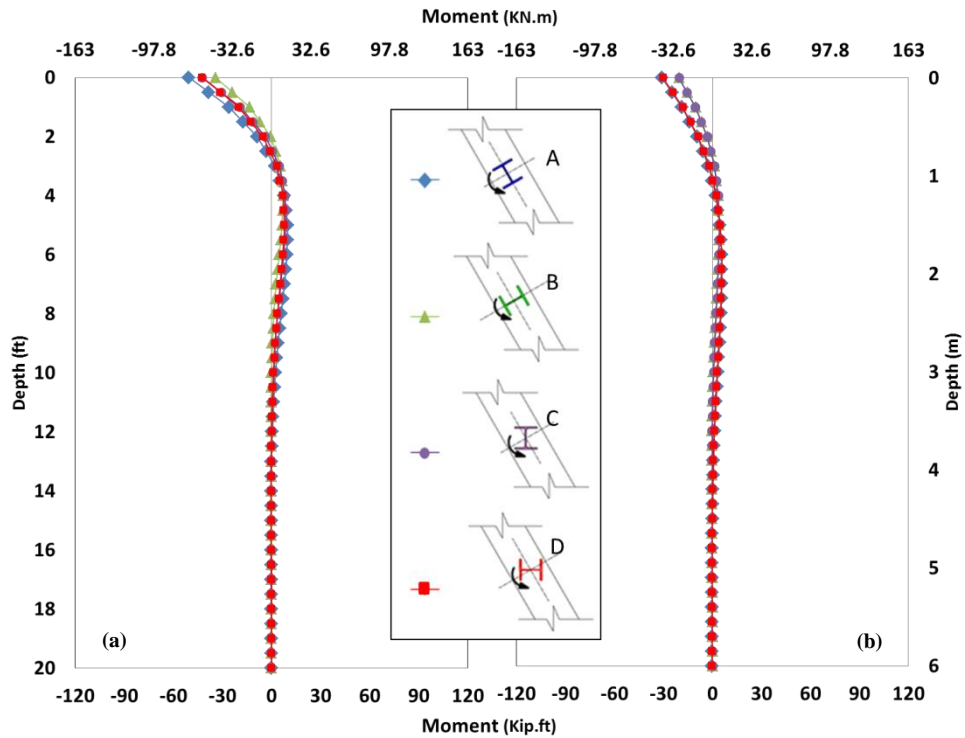 Moment (KN.m)
-163 -97.8 -32.6 32.6 97.8 163 -163 -97.8 -32.6 32.6 97.8 163
0 0
2
A
4 1
6
B 2
8
Depth (ft) Depth (m)
10 3
C
12
4
14
16
D 5
18
(a) (b)
20 6
-120 -90 -60 -30 0 30 60 90 120 -120 -90 -60 -30 0 30 60 90 120
Moment (Kip.ft)